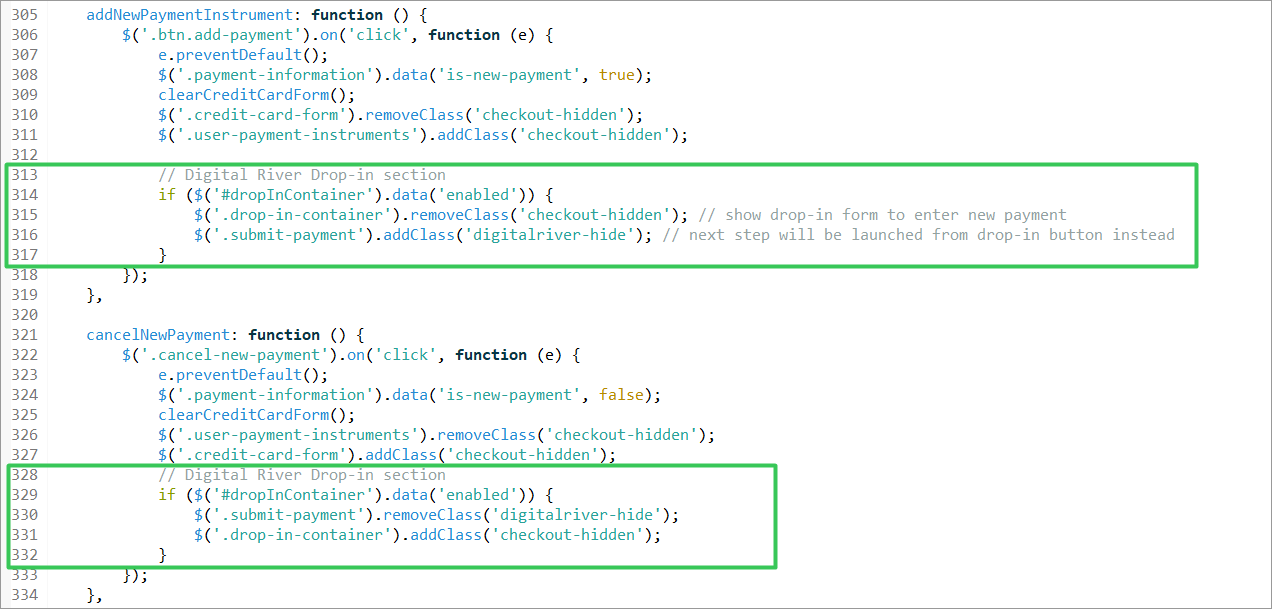 305     addNewPaymentInstrument: function () {
306         $('.btn.add-payment').on('click', function (e) {
307             e.preventDefault();
308             $('.payment-information').data('is-new-payment', true);
309             clearCreditCardForm();
310             $('.credit-card-form').removeClass('checkout-hidden');
311             $('.user-payment-instruments').addClass('checkout-hidden');
312
313             // Digital River Drop-in section
314             if ($('#dropInContainer').data('enabled')) {
315                 $('.drop-in-container').removeClass('checkout-hidden'); // show drop-in form to enter new payment
316                 $('.submit-payment').addClass('digitalriver-hide'); // next step will be launched from drop-in button instead
317             }
318         });
319     },
320
321     cancelNewPayment: function () {
322         $('.cancel-new-payment').on('click', function (e) {
323             e.preventDefault();
324             $('.payment-information').data('is-new-payment', false);
325             clearCreditCardForm();
326             $('.user-payment-instruments').removeClass('checkout-hidden');
327             $('.credit-card-form').addClass('checkout-hidden');
328             // Digital River Drop-in section
329             if ($('#dropInContainer').data('enabled')) {
330                 $('.submit-payment').removeClass('digitalriver-hide');
331                 $('.drop-in-container').addClass('checkout-hidden');
332             }
333         });
334     },